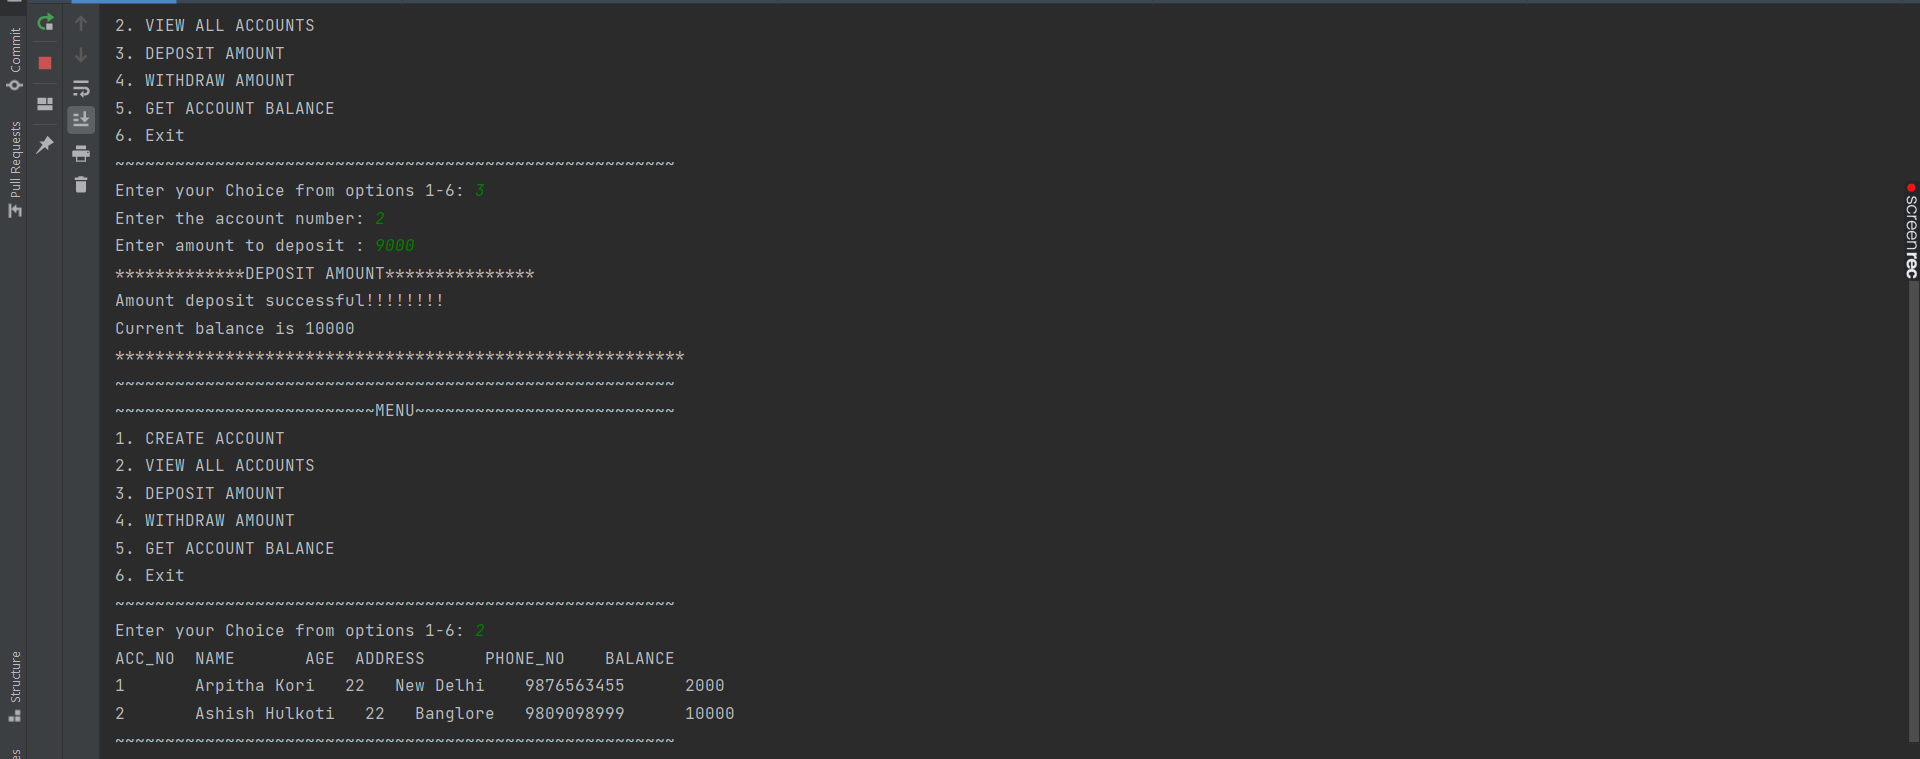 Commit
Pull Requests
Structure
2. VIEW ALL ACCOUNTS
3. DEPOSIT AMOUNT
4. WITHDRAW AMOUNT
5. GET ACCOUNT BALANCE
6. Exit
~~~~~~~~~~~~~~~~~~~~~~~~~~~~~~~~~~~~~~~~~~~~~~~~~~~~~~~~
Enter your Choice from options 1-6: 3
Enter the account number: 2
Enter amount to deposit : 9000
*************DEPOSIT AMOUNT***************
Amount deposit successful!!!!!!!!
Current balance is 10000
*********************************************************
~~~~~~~~~~~~~~~~~~~~~~~~~~~~~~~~~~~~~~~~~~~~~~~~~~~~~~~~
~~~~~~~~~~~~~~~~~~~~~~~~~~MENU~~~~~~~~~~~~~~~~~~~~~~~~~~
1. CREATE ACCOUNT
2. VIEW ALL ACCOUNTS
3. DEPOSIT AMOUNT
4. WITHDRAW AMOUNT
5. GET ACCOUNT BALANCE
6. Exit
~~~~~~~~~~~~~~~~~~~~~~~~~~~~~~~~~~~~~~~~~~~~~~~~~~~~~~~~
Enter your Choice from options 1-6: 2
ACC_NO  NAME       AGE  ADDRESS      PHONE_NO    BALANCE
1       Arpitha Kori   22   New Delhi    9876563455      2000
2       Ashish Hulkoti   22   Banglore   9809098999      10000
~~~~~~~~~~~~~~~~~~~~~~~~~~~~~~~~~~~~~~~~~~~~~~~~~~~~~~~~
screenrec